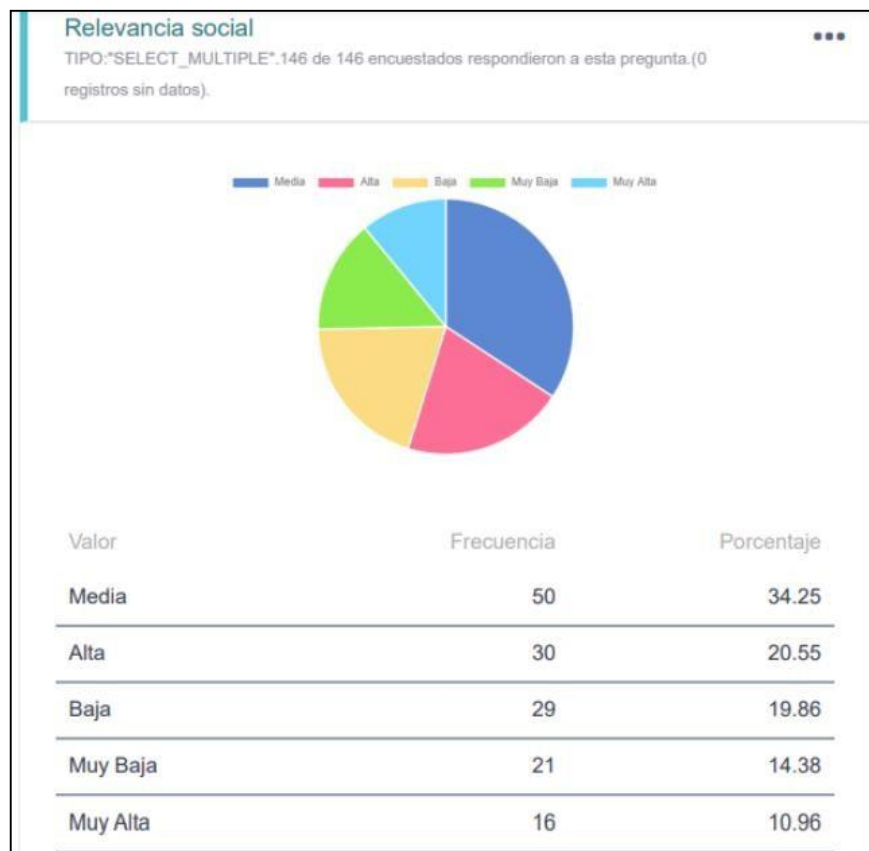 Relevancia social
TIPO:"SELECT_MULTIPLE".146 de 146 encuestados respondieron a esta pregunta.(0
registros sin datos).
Media Alta Baja Muy Baja Muy Alta
Valor Frecuencia Porcentaje
Media 50 34.25
Alta 30 20.55
Baja 29 19.86
Muy Baja 21 14.38
Muy Alta 16 10.96